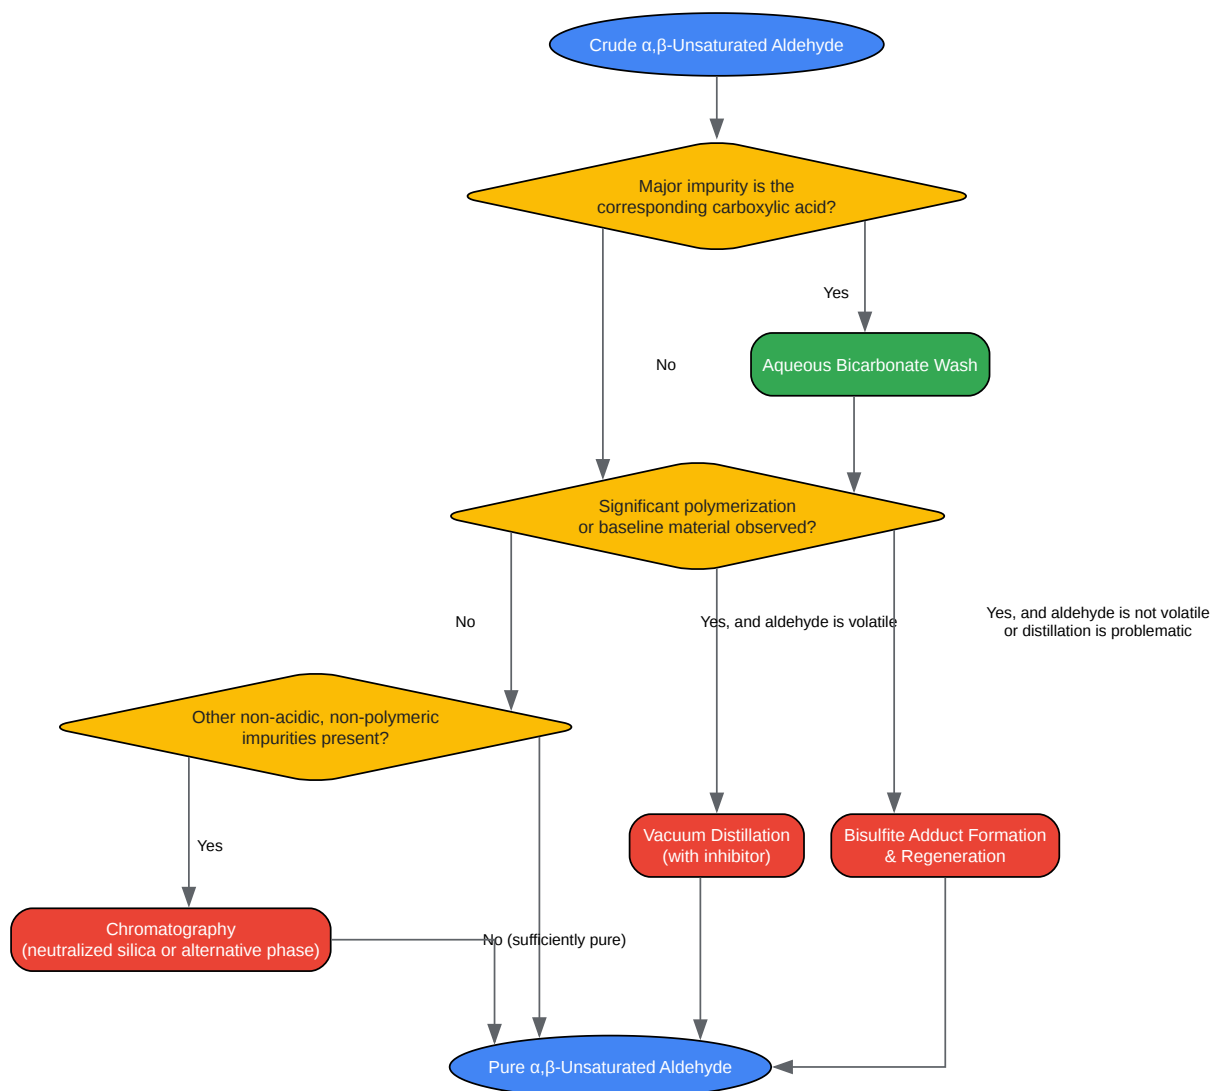 Crude α,β-Unsaturated Aldehyde
Major impurity is the
corresponding carboxylic acid?
Yes
No
Aqueous Bicarbonate Wash
Significant polymerization
or baseline material observed?
No
Yes, and aldehyde is volatile
Yes, and aldehyde is not volatile
or distillation is problematic
Other non-acidic, non-polymeric
impurities present?
Yes
Vacuum Distillation
(with inhibitor)
Bisulfite Adduct Formation
& Regeneration
Chromatography
(neutralized silica or alternative phase)
No (sufficiently pure)
Pure α,β-Unsaturated Aldehyde